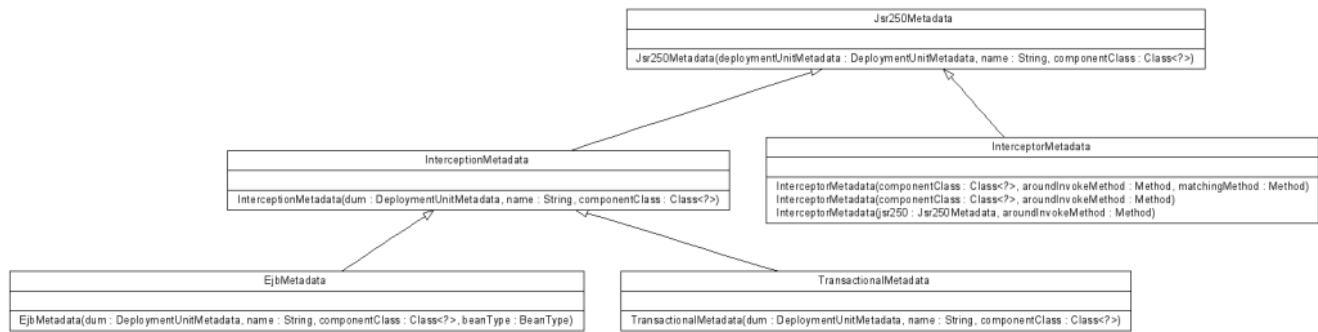 Jsr250Metadata
Jsr250Metadata(deploymentUnitMetadata : DeploymentUnitMetadata, name : String, componentClass : Class<?>)
InterceptionMetadata
InterceptionMetadata(dum : DeploymentUnitMetadata, name : String, componentClass : Class<?>)
InterceptorMetadata
InterceptorMetadata(componentClass : Class<?>, aroundInvokeMethod : Method, matchingMethod : Method)
InterceptorMetadata(componentClass : Class<?>, aroundInvokeMethod : Method)
InterceptorMetadata(jsr250 : Jsr250Metadata, aroundInvokeMethod : Method)
EjbMetadata
EjbMetadata(dum : DeploymentUnitMetadata, name : String, componentClass : Class<?>, beanType : BeanType)
TransactionalMetadata
TransactionalMetadata(dum : DeploymentUnitMetadata, name : String, componentClass : Class<?>)